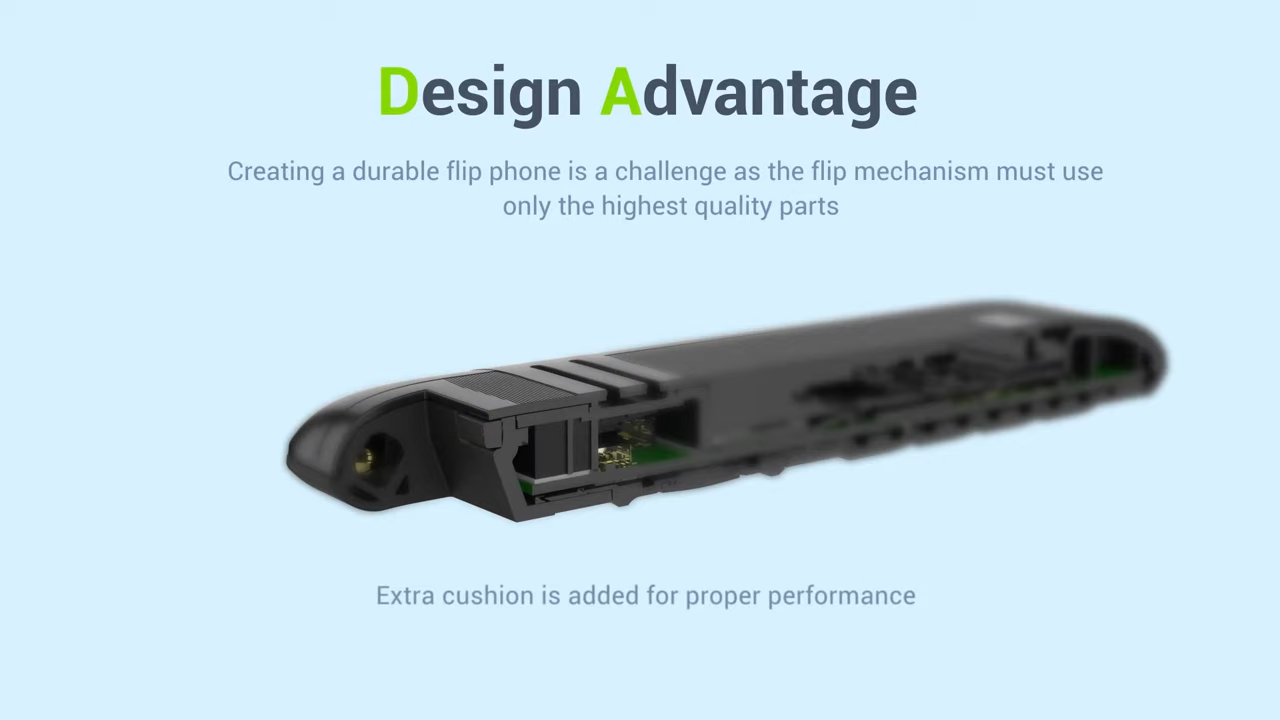 Design Advantage
Creating a durable flip phone is a challenge as the flip mechanism must use
only the highest quality parts
Extra cushion is added for proper performance